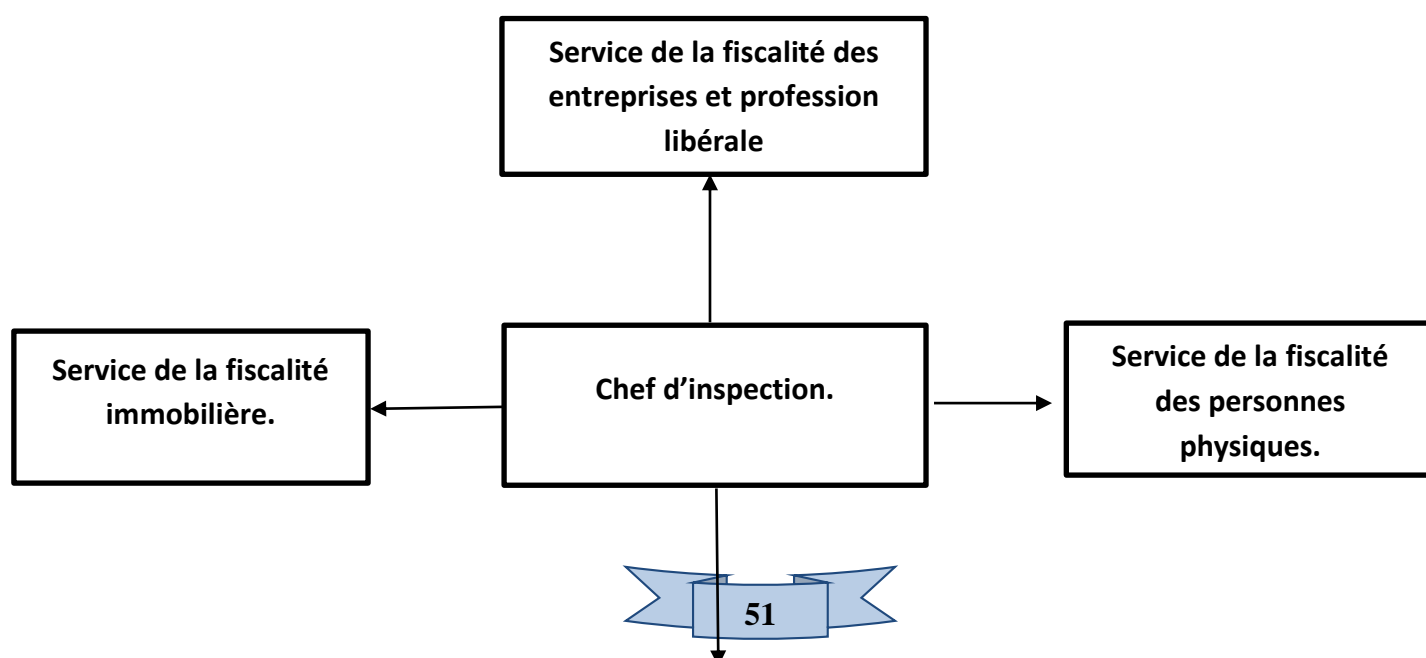 Service de la fiscalité des
entreprises et profession
libérale
Service de la fiscalité
immobilière.
Chef d’inspection.
Service de la fiscalité
des personnes
physiques.
51